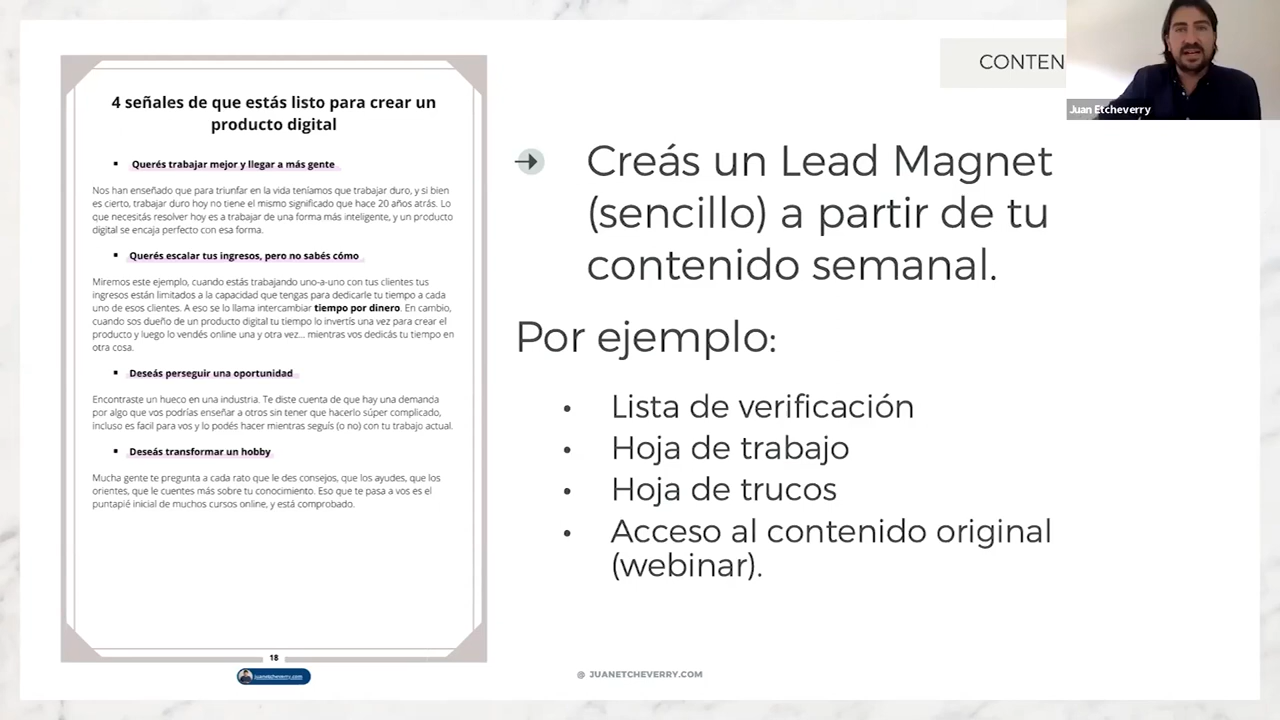 4 señales de que estás listo para crear un
producto digital
Querés trabajar mejor y llegar a más gente
Nos han enseñado que para triunfar en la vida teníamos que trabajar duro, y si bien
es cierto, trabajar duro hoy no tiene el mismo significado que hace 20 años atrás. Lo
que necesitás resolver hoy es a trabajar de una forma más inteligente, y un producto
digital se encaja perfecto con esa forma.
Querés escalar tus ingresos, pero no sabés cómo
Miremos este ejemplo, cuando estás trabajando uno-a-uno con tus clientes tus
ingresos están limitados a la capacidad que tengas para dedicarle tu tiempo a cada
uno de esos clientes. A eso se lo llama intercambiar tiempo por dinero. En cambio,
cuando sos dueño de un producto digital tu tiempo lo invertís una vez para crear el
producto y luego lo vendés online una y otra vez... mientras vos dedicás tu tiempo en
otra cosa.
Deseás perseguir una oportunidad
Encontraste un hueco en una industria. Te diste cuenta de que hay una demanda
por algo que vos podrías enseñar a otros sin tener que hacerlo súper complicado,
incluso es facil para vos y lo podés hacer mientras seguís (o no) con tu trabajo actual.
Deseás transformar un hobby
Mucha gente te pregunta a cada rato que le des consejos, que los ayudes, que los
orientes, que le cuentes más sobre tu conocimiento. Eso que te pasa a vos es el
puntapié inicial de muchos cursos online, y está comprobado.
18
juanetcheverry.com
CONTEN
Juan Etcheverry
Creás un Lead Magnet
(sencillo) a partir de tu
contenido semanal.
Por ejemplo:
• Lista de verificación
• Hoja de trabajo
• Hoja de trucos
• Acceso al contenido original
(webinar).
@ JUANETCHEVERRY.COM